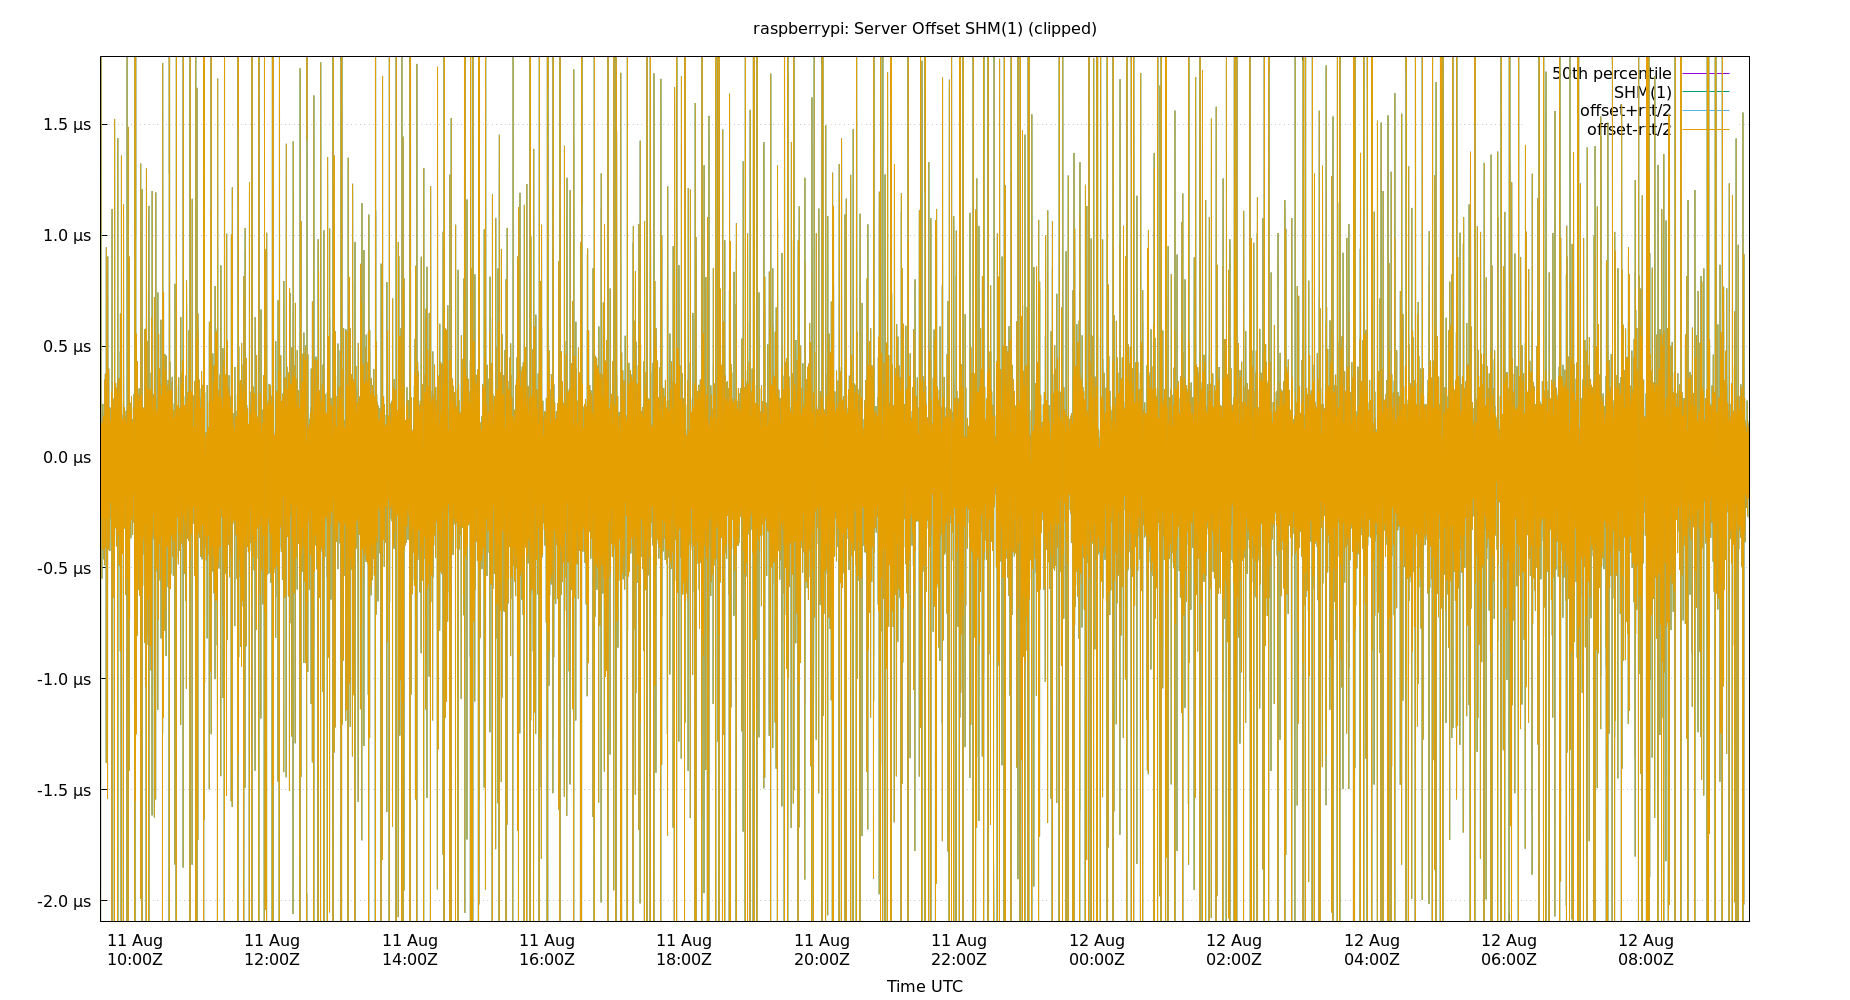 raspberrypi: Server Offset SHM(1) (clipped)
50th percentile
SHM(1)
offset+rtt/2
offset-rtt/2
1.5 µs
1.0 µs
0.5 µs
0.0 µs
-0.5 µs
-1.0 µs
-1.5 µs
-2.0 µs
11 Aug 11 Aug 11 Aug 11 Aug 11 Aug 11 Aug 11 Aug 12 Aug 12 Aug 12 Aug 12 Aug 12 Aug
10:00Z 12:00Z 14:00Z 16:00Z 18:00Z 20:00Z 22:00Z 00:00Z 02:00Z 04:00Z 06:00Z 08:00Z
Time UTC